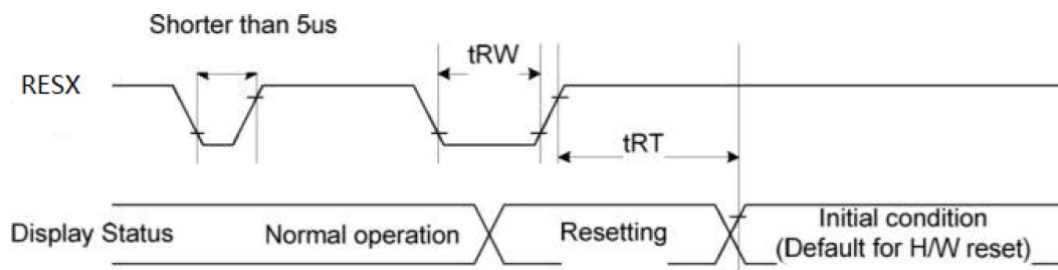 Shorter than 5us
tRW
RESX
tRT
Display Status
Normal operation
Resetting
Initial condition
(Default for H/W reset)